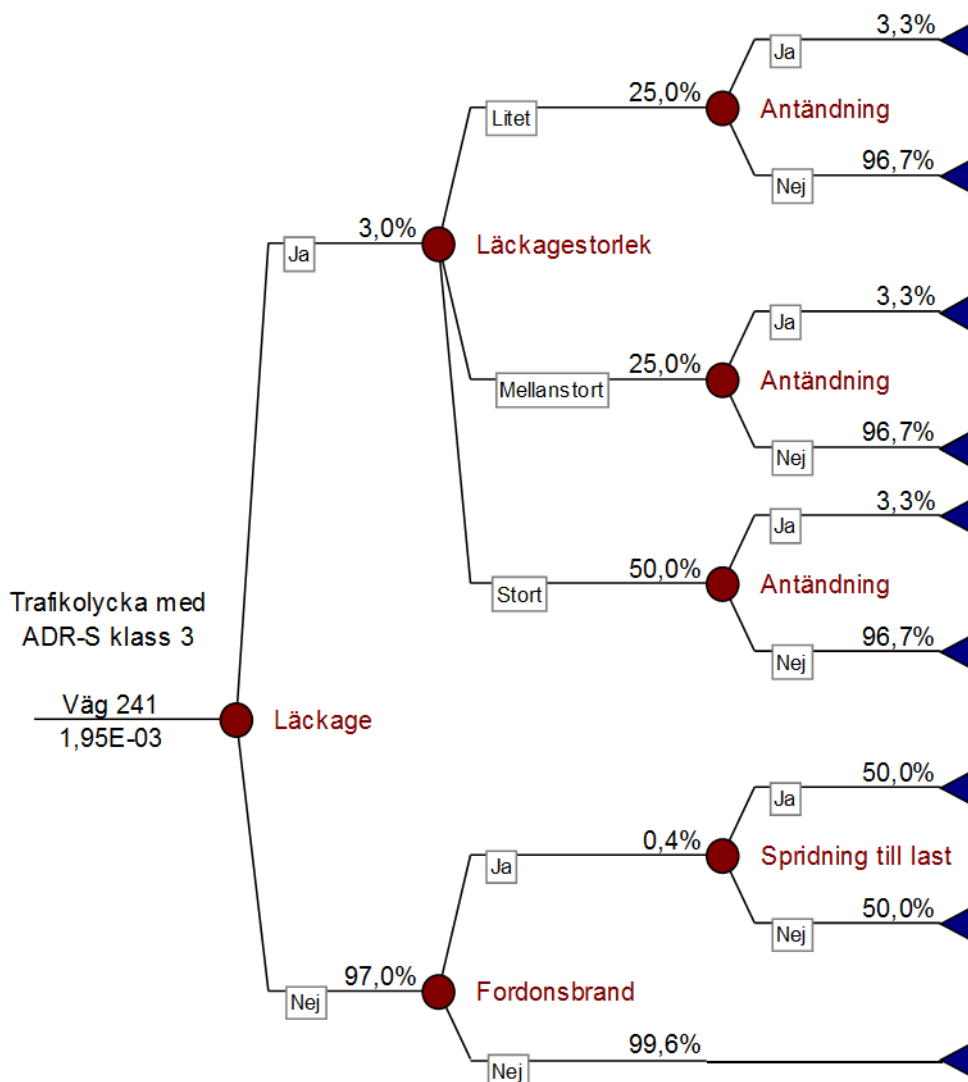 3,3%
Ja
25,0%
Litet
Antändning
96,7%
Nej
3,0%
Ja
Läckagestorlek
3,3%
Ja
25,0%
Mellanstort
Antändning
96,7%
Nej
3,3%
Ja
50,0%
Stort
Antändning
96,7%
Nej
Trafikolycka med
ADR-S klass 3
Väg 241
1,95E-03
Läckage
50,0%
Ja
0,4%
Ja
Spridning till last
50,0%
Nej
97,0%
Nej
Fordonsbrand
99,6%
Nej